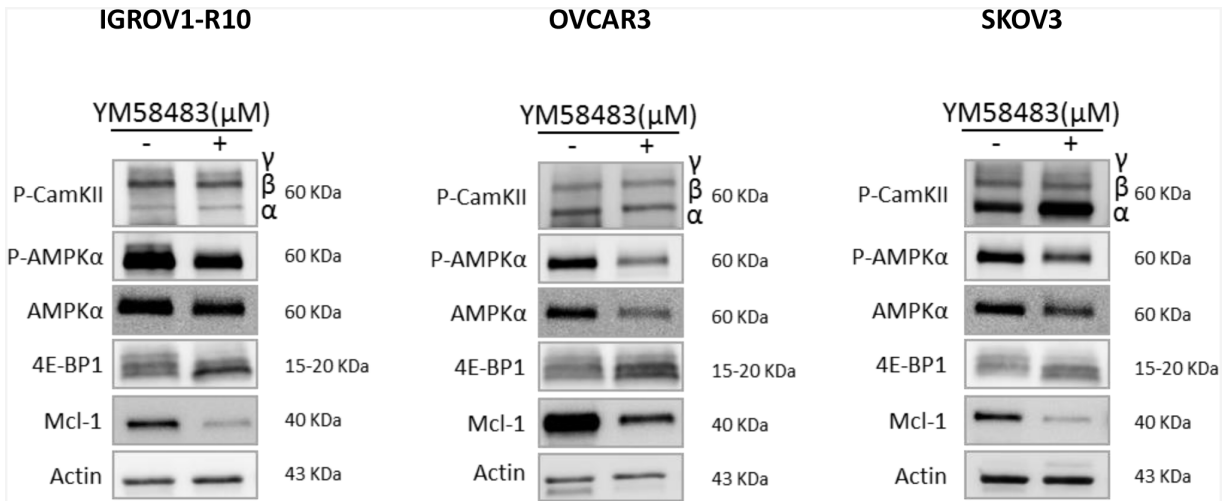 IGROV1-R10
YM58483(μM)
- +
P-CamKII γ β α 60 KDa
P-AMPKα 60 KDa
AMPKα 60 KDa
4E-BP1 15-20 KDa
Mcl-1 40 KDa
Actin 43 KDa
OVCAR3
YM58483(μM)
- +
P-CamKII γ β α 60 KDa
P-AMPKα 60 KDa
AMPKα 60 KDa
4E-BP1 15-20 KDa
Mcl-1 40 KDa
Actin 43 KDa
SKOV3
YM58483(μM)
- +
P-CamKII γ β α 60 KDa
P-AMPKα 60 KDa
AMPKα 60 KDa
4E-BP1 15-20 KDa
Mcl-1 40 KDa
Actin 43 KDa